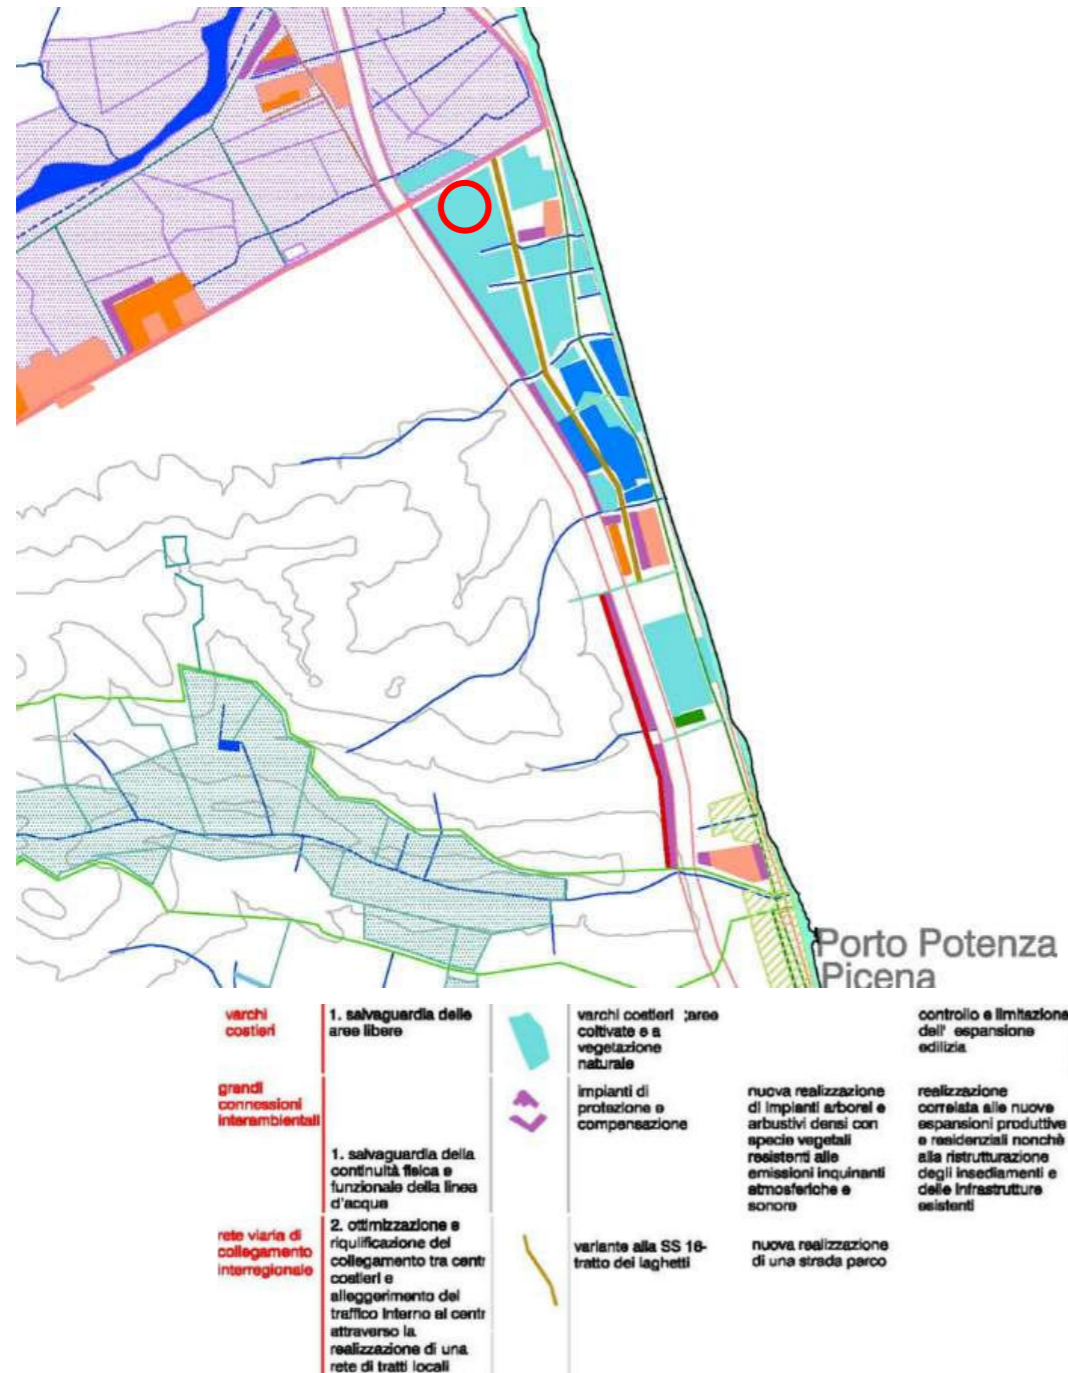 Porto Potenza
Picena
varchi
costieri
1. salvaguardia delle
aree libere
varchi costieri ;aree
coltivate e a
vegetazione
naturale
controllo e limitazione
dell' espansione
edilizia
grandi
connessioni
interambientali
1. salvaguardia della
continuità fisica e
funzionale della linea
d'acqua
impianti di
protezione e
compensazione
nuova realizzazione
di impianti arborei e
arbustivi densi con
specie vegetali
resistenti alle
emissioni inquinanti
atmosferiche e
sonore
realizzazione
correlata alle nuove
espansioni produttive
e residenziali nonchè
alla ristrutturazione
degli insediamenti e
delle infrastrutture
esistenti
rete viaria di
collegamento
interregionale
2. ottimizzazione e
riqulificazione del
collegamento tra centr
costieri e
alleggerimento del
traffico interno ai centr
attraverso la
realizzazione di una
rete di tratti locali
variante alla SS 16-
tratto dei laghetti
nuova realizzazione
di una strada parco